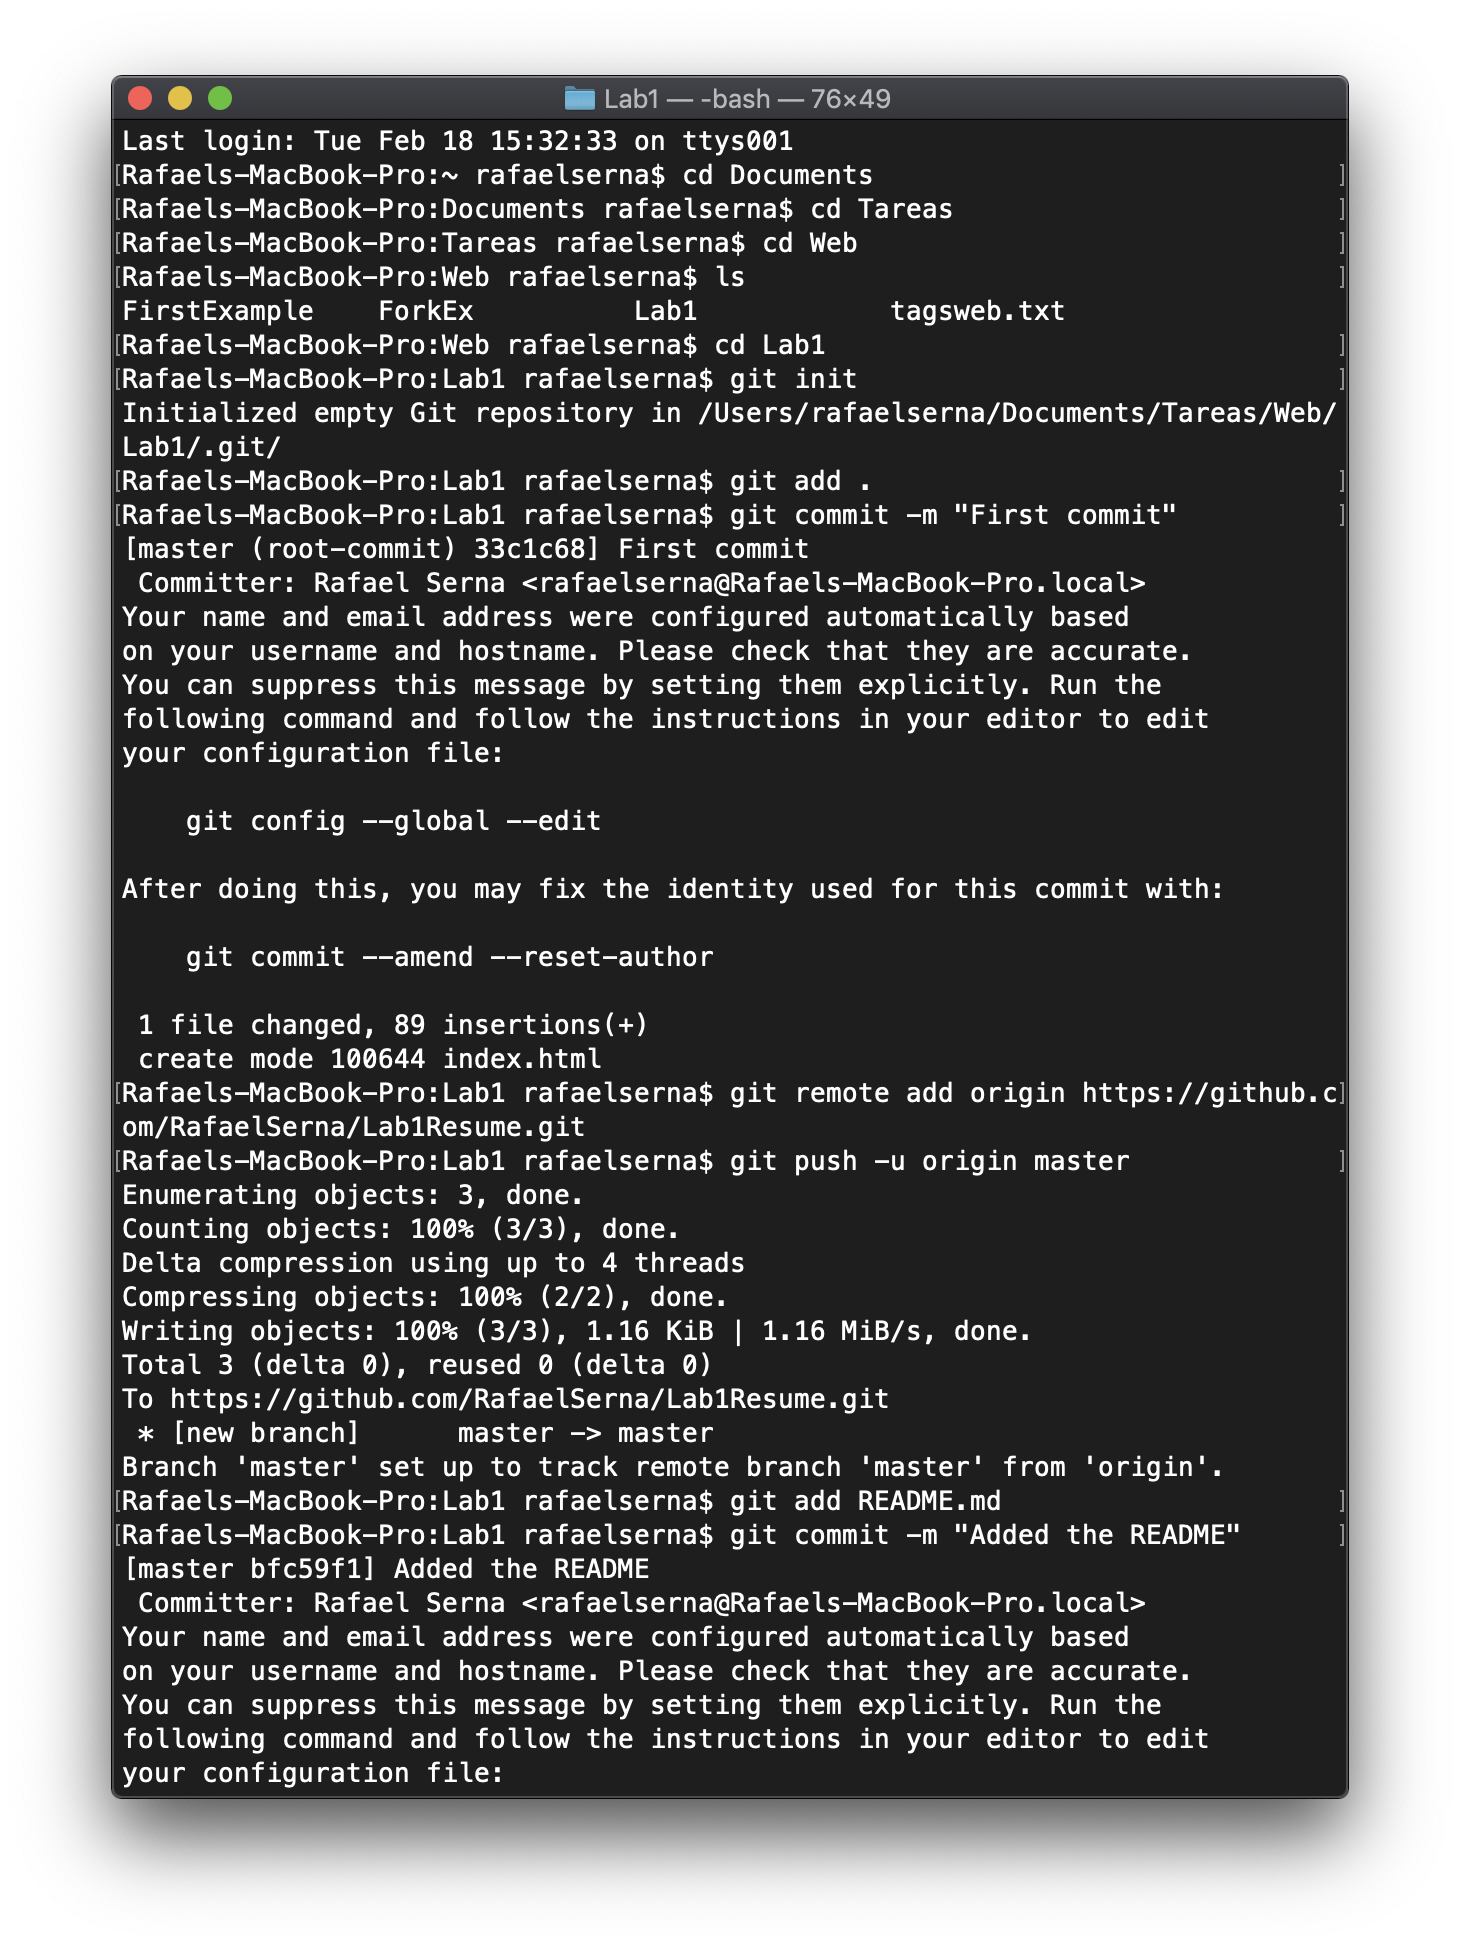 Lab1 — -bash — 76×49
Last login: Tue Feb 18 15:32:33 on ttys001
[Rafaels-MacBook-Pro:~ rafaelserna$ cd Documents ]
[Rafaels-MacBook-Pro:Documents rafaelserna$ cd Tareas ]
[Rafaels-MacBook-Pro:Tareas rafaelserna$ cd Web ]
[Rafaels-MacBook-Pro:Web rafaelserna$ ls ]
FirstExample    ForkEx          Lab1            tagsweb.txt
[Rafaels-MacBook-Pro:Web rafaelserna$ cd Lab1 ]
[Rafaels-MacBook-Pro:Lab1 rafaelserna$ git init ]
Initialized empty Git repository in /Users/rafaelserna/Documents/Tareas/Web/
Lab1/.git/
[Rafaels-MacBook-Pro:Lab1 rafaelserna$ git add . ]
[Rafaels-MacBook-Pro:Lab1 rafaelserna$ git commit -m "First commit" ]
[master (root-commit) 33c1c68] First commit
 Committer: Rafael Serna <rafaelserna@Rafaels-MacBook-Pro.local>
Your name and email address were configured automatically based
on your username and hostname. Please check that they are accurate.
You can suppress this message by setting them explicitly. Run the
following command and follow the instructions in your editor to edit
your configuration file:
    git config --global --edit
After doing this, you may fix the identity used for this commit with:
    git commit --amend --reset-author
 1 file changed, 89 insertions(+)
 create mode 100644 index.html
[Rafaels-MacBook-Pro:Lab1 rafaelserna$ git remote add origin https://github.c]
om/RafaelSerna/Lab1Resume.git
[Rafaels-MacBook-Pro:Lab1 rafaelserna$ git push -u origin master ]
Enumerating objects: 3, done.
Counting objects: 100% (3/3), done.
Delta compression using up to 4 threads
Compressing objects: 100% (2/2), done.
Writing objects: 100% (3/3), 1.16 KiB | 1.16 MiB/s, done.
Total 3 (delta 0), reused 0 (delta 0)
To https://github.com/RafaelSerna/Lab1Resume.git
 * [new branch]      master -> master
Branch 'master' set up to track remote branch 'master' from 'origin'.
[Rafaels-MacBook-Pro:Lab1 rafaelserna$ git add README.md ]
[Rafaels-MacBook-Pro:Lab1 rafaelserna$ git commit -m "Added the README" ]
[master bfc59f1] Added the README
 Committer: Rafael Serna <rafaelserna@Rafaels-MacBook-Pro.local>
Your name and email address were configured automatically based
on your username and hostname. Please check that they are accurate.
You can suppress this message by setting them explicitly. Run the
following command and follow the instructions in your editor to edit
your configuration file: